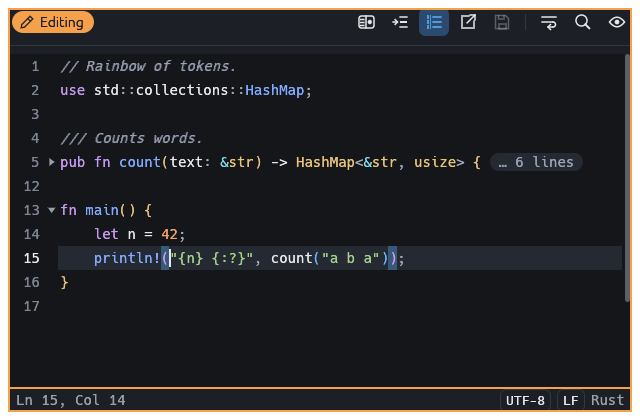 Editing
1 // Rainbow of tokens.
2 use std::collections::HashMap;
3
4 /// Counts words.
5 pub fn count(text: &str) -> HashMap<&str, usize> { … 6 lines
12
13 fn main() {
14     let n = 42;
15     println!("{n} {:?}", count("a b a"));
16 }
17
Ln 15, Col 14 UTF-8 LF Rust